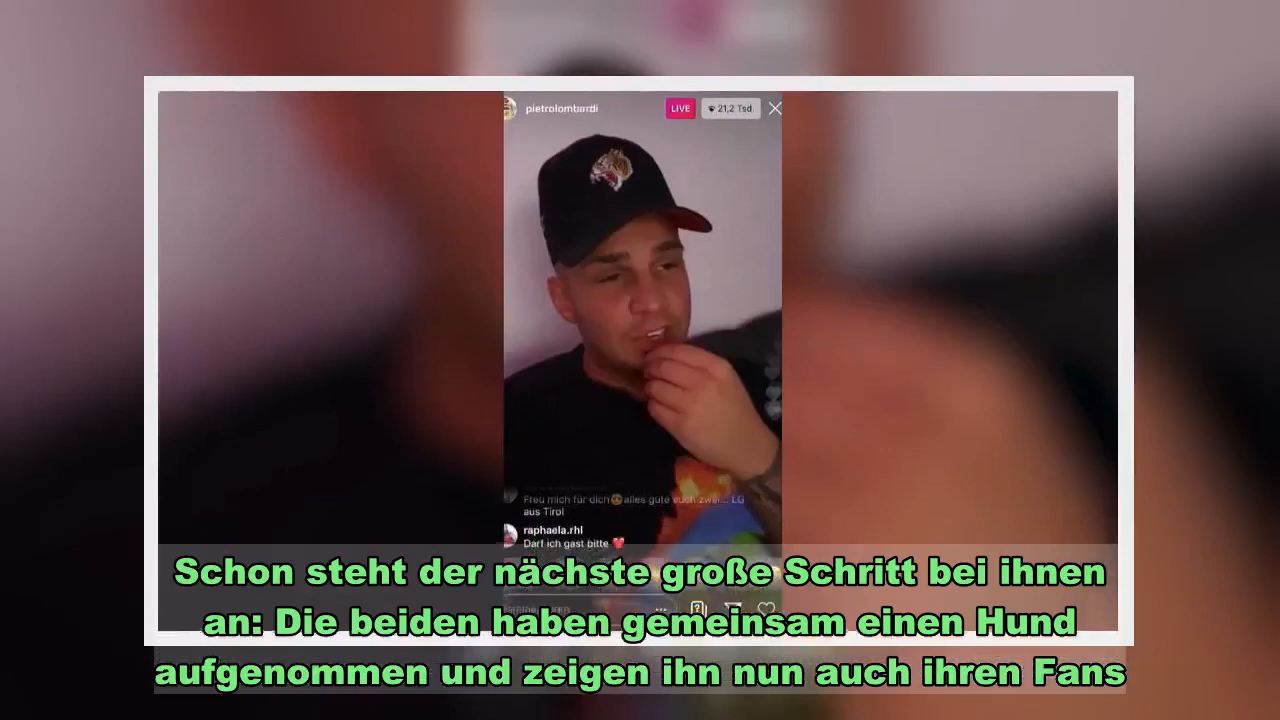 pietrolombardi
LIVE
21,2 Tsd.
Freu mich für dich😍alles gute euch zwei... LG
aus Tirol
raphaela.rhl
Darf ich gast bitte ❤️
Schon steht der nächste große Schritt bei ihnen
an: Die beiden haben gemeinsam einen Hund
aufgenommen und zeigen ihn nun auch ihren Fans